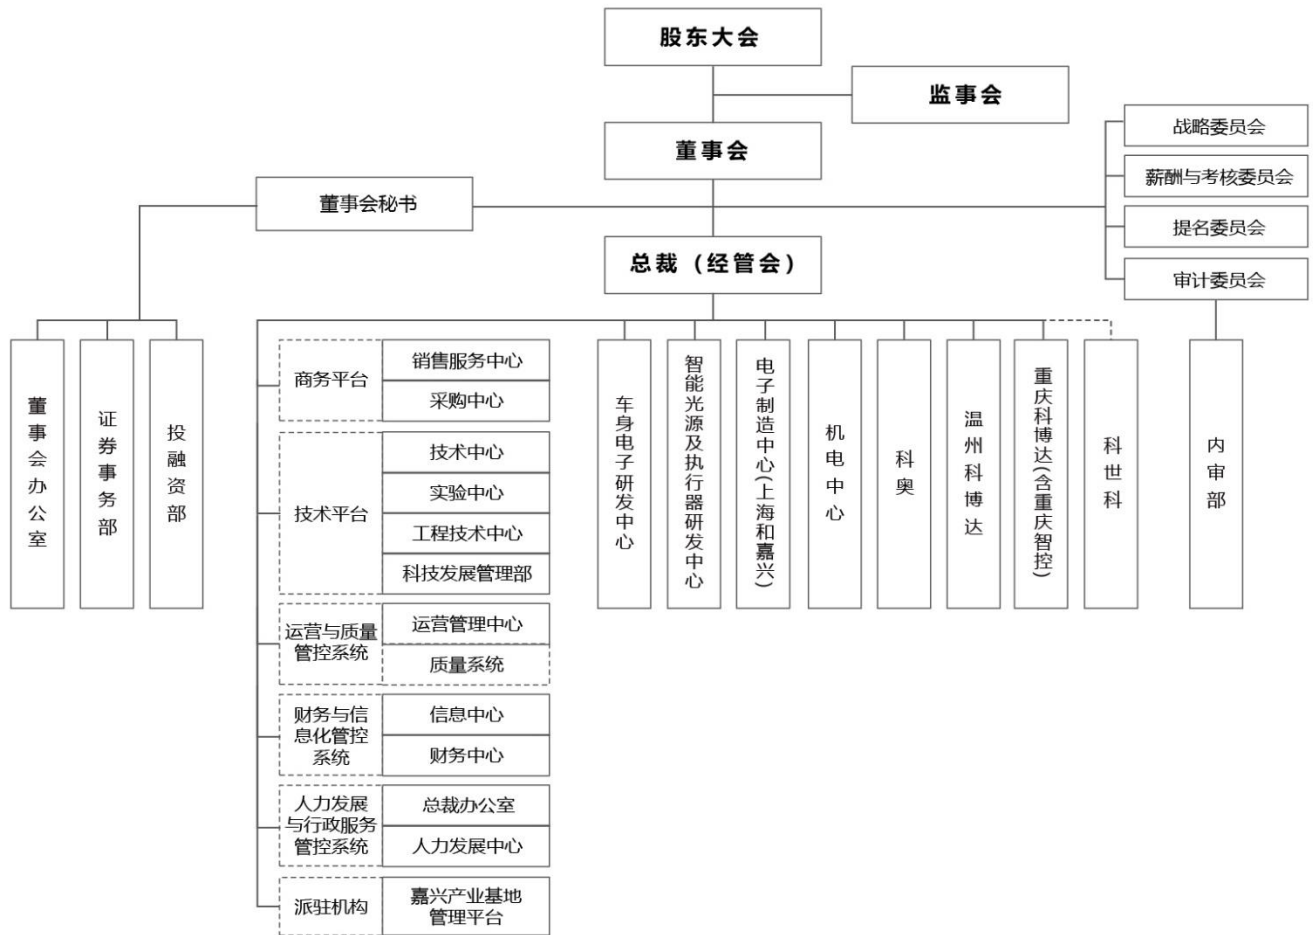 股东大会
监事会
董事会
战略委员会
薪酬与考核委员会
提名委员会
审计委员会
董事会秘书
总裁（经管会）
董事会办公室
证券事务部
投融资部
商务平台
销售服务中心
采购中心
技术平台
技术中心
实验中心
工程技术中心
科技发展管理部
运营与质量
管控系统
运营管理中心
质量系统
财务与信
息化管控
系统
信息中心
财务中心
人力发展
与行政服务
管控系统
总裁办公室
人力发展中心
派驻机构
嘉兴产业基地
管理平台
车身电子研发中心
智能光源及执行器研发中心
电子制造中心(上海和嘉兴)
机电中心
科奥
温州科博达
重庆科博达(含重庆智控)
科世科
内审部